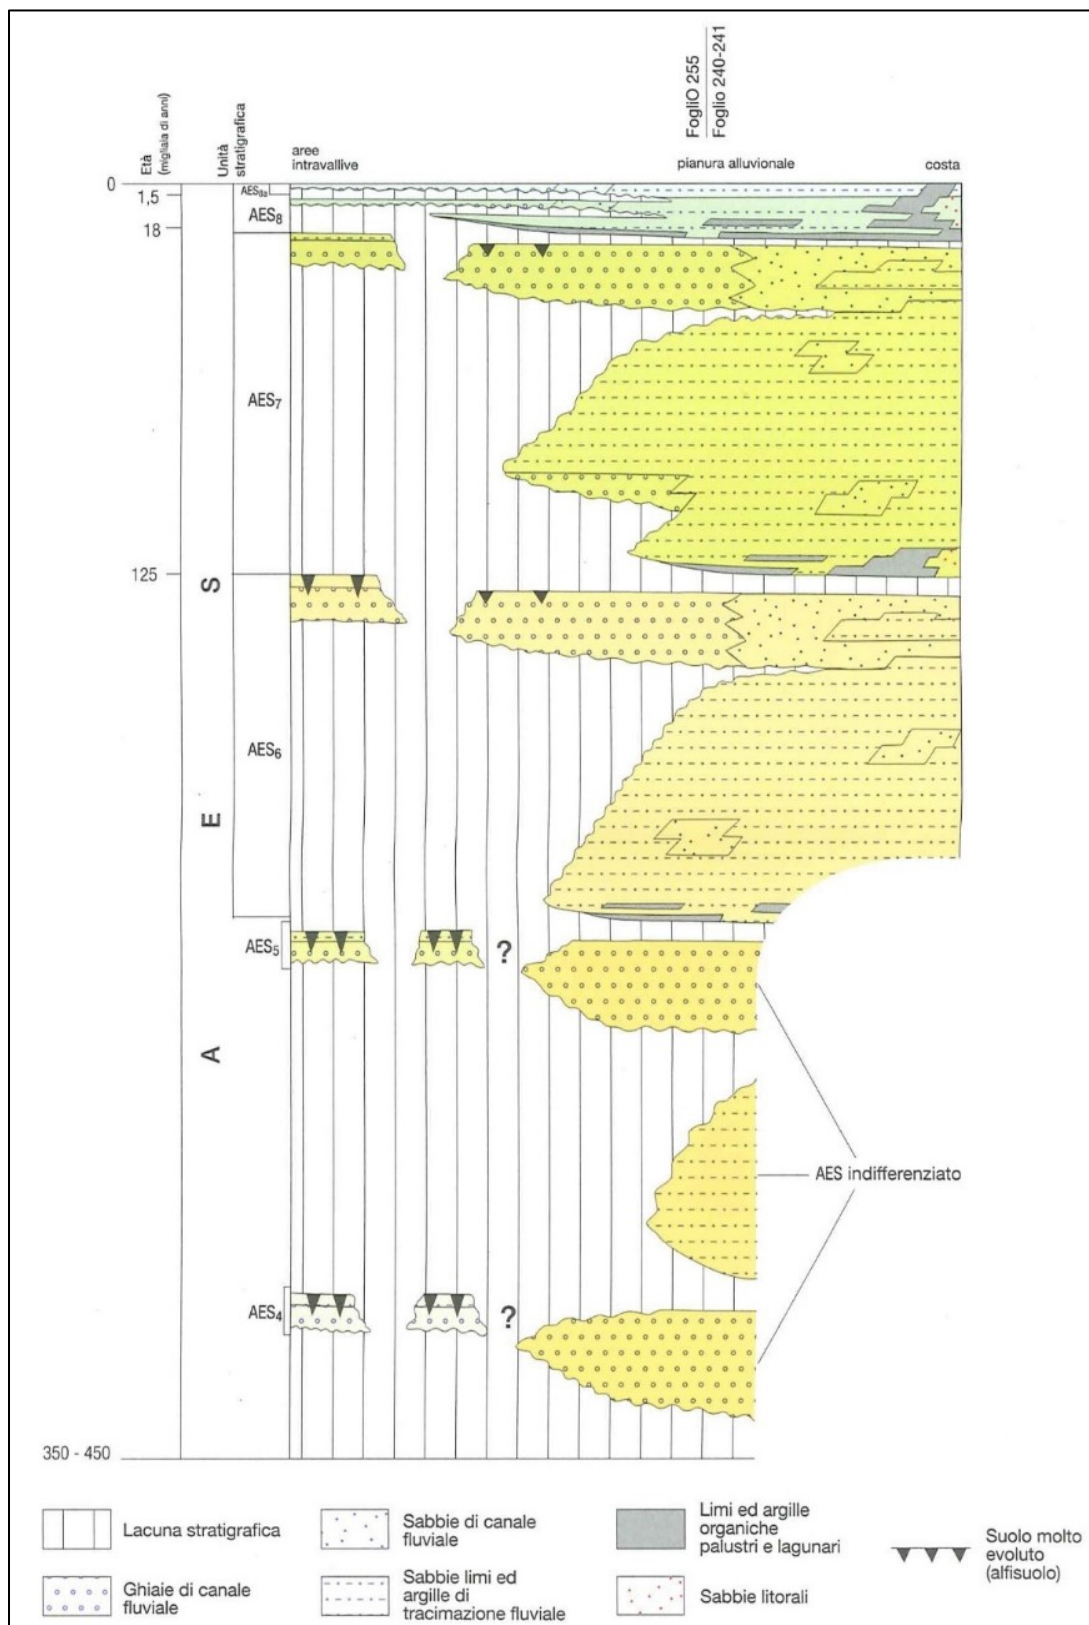 FogliO 255
Foglio 240-241
Età
(migliaia di anni)
Unità
stratigrafica
aree
intravallive
pianura alluvionale
costa
0
1,5
18
125
350 - 450
A E S
AES₈
AES₇
AES₆
AES₅
AES₄
?
?
AES indifferenziato
Lacuna stratigrafica
Ghiaie di canale
fluviale
Sabbie di canale
fluviale
Sabbie limi ed
argille di
tracimazione fluviale
Limi ed argille
organiche
palustri e lagunari
Sabbie litorali
Suolo molto
evoluto
(alfisuolo)